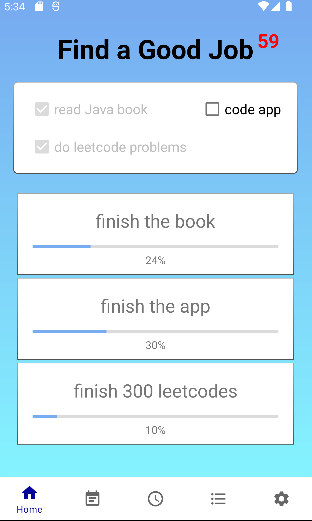 5:34
Find a Good Job 59
read Java book code app
do leetcode problems
finish the book
24%
finish the app
30%
finish 300 leetcodes
10%
Home